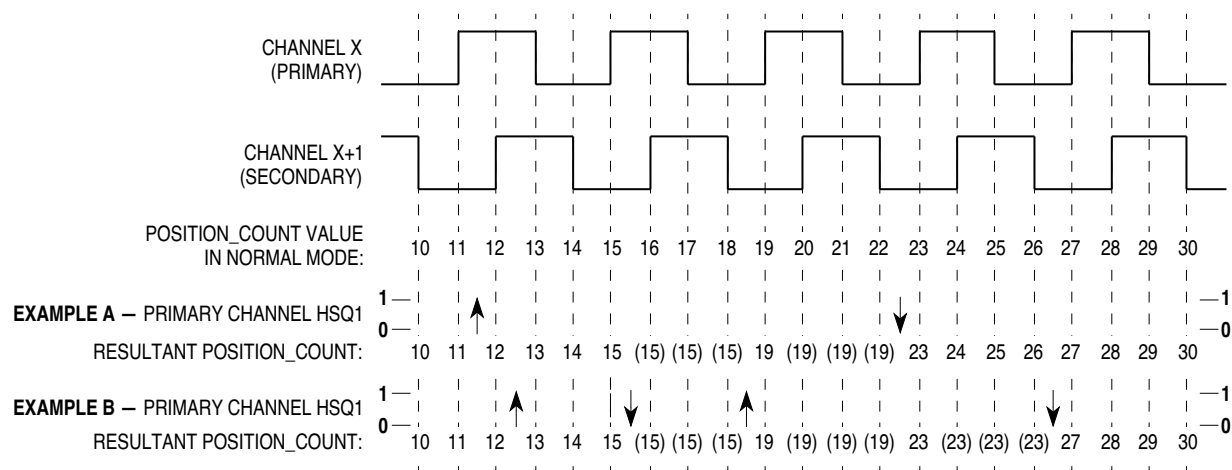 CHANNEL X
(PRIMARY)
CHANNEL X+1
(SECONDARY)
POSITION_COUNT VALUE
IN NORMAL MODE: 10 11 12 13 14 15 16 17 18 19 20 21 22 23 24 25 26 27 28 29 30
1 1
EXAMPLE A — PRIMARY CHANNEL HSQ1
0 0
RESULTANT POSITION_COUNT: 10 11 12 13 14 15 (15) (15) (15) 19 (19) (19) (19) 23 24 25 26 27 28 29 30
1 1
EXAMPLE B — PRIMARY CHANNEL HSQ1
0 0
RESULTANT POSITION_COUNT: 10 11 12 13 14 15 (15) (15) (15) 19 (19) (19) (19) 23 (23) (23) (23) 27 28 29 30